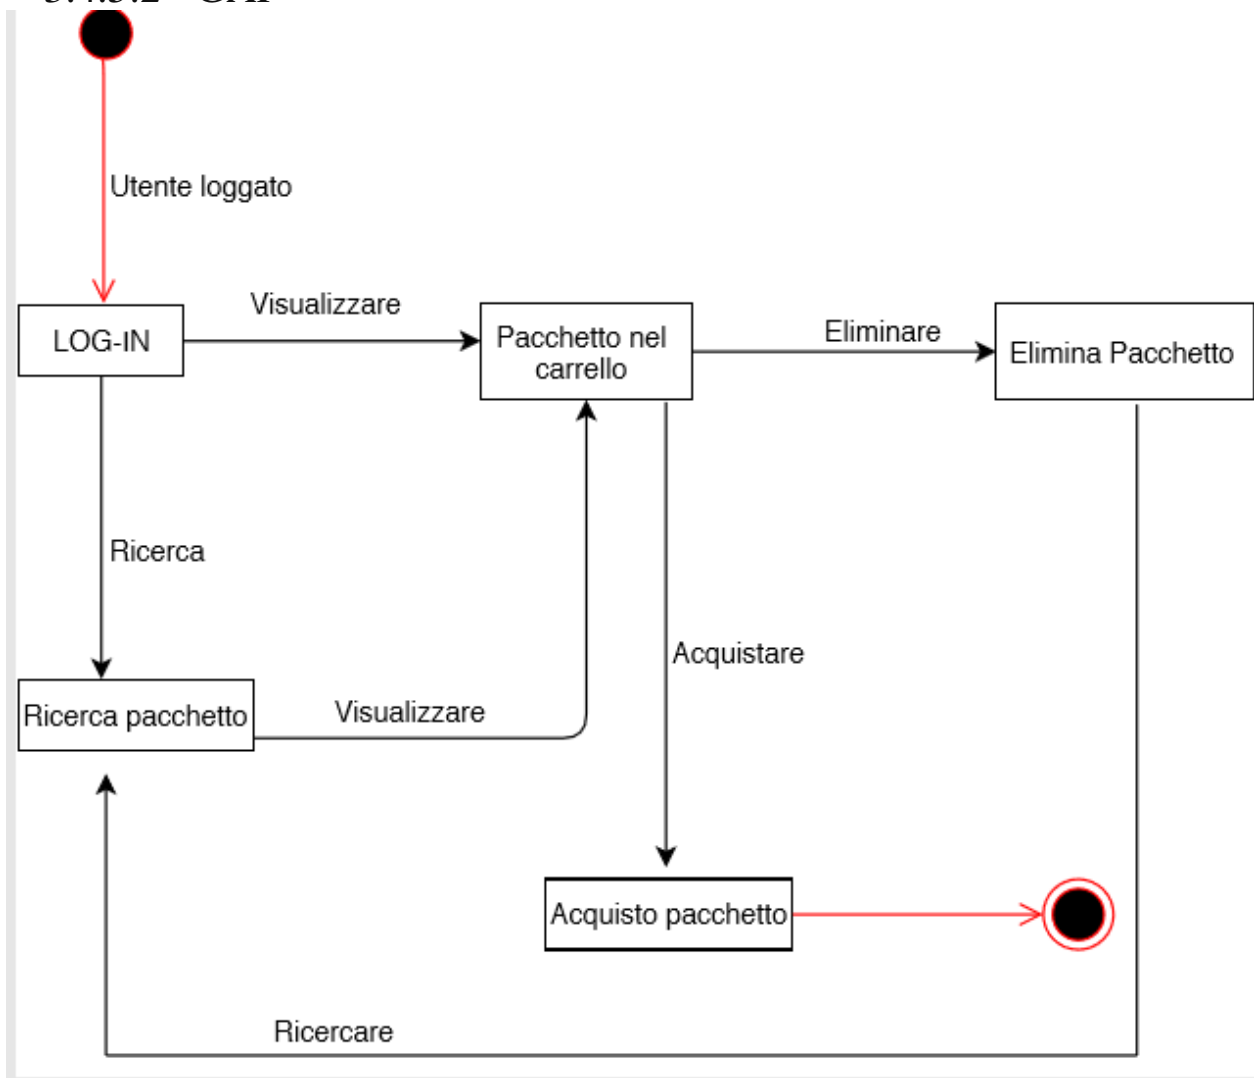 Utente loggato
Visualizzare
LOG-IN
Pacchetto nel
carrello
Eliminare
Elimina Pacchetto
Ricerca
Acquistare
Ricerca pacchetto
Visualizzare
Acquisto pacchetto
Ricercare